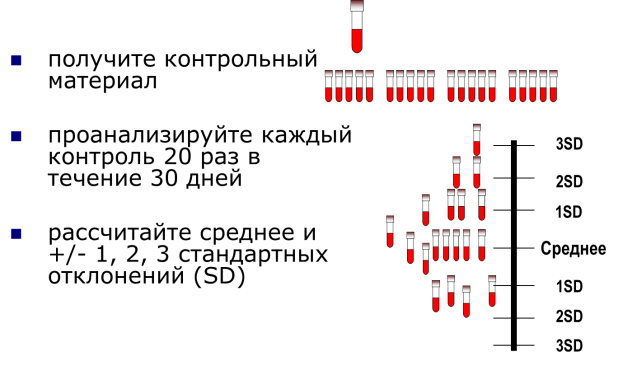 получите контрольный
материал
проанализируйте каждый
контроль 20 раз в
течение 30 дней
рассчитайте среднее и
+/- 1, 2, 3 стандартных
отклонений (SD)
3SD
2SD
1SD
Среднее
1SD
2SD
3SD